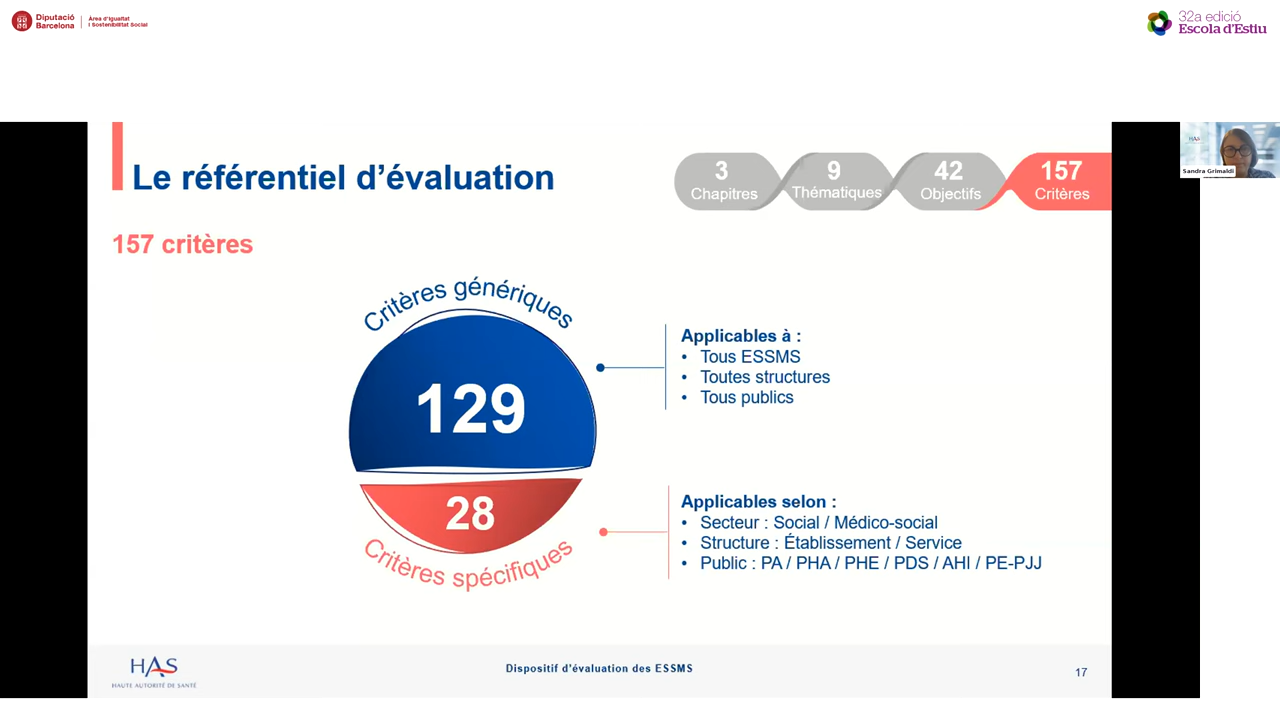 Diputació
Barcelona
Àrea d'Igualtat
i Sostenibilitat Social
32a edició
Escola d'Estiu
Le référentiel d'évaluation
3
Chapitres
9
Thématiques
42
Objectifs
157
Critères
HAS
Sandra Grimaldi
157 critères
Critères génériques
129
Applicables à :
• Tous ESSMS
• Toutes structures
• Tous publics
28
Critères spécifiques
Applicables selon :
• Secteur : Social / Médico-social
• Structure : Établissement / Service
• Public : PA / PHA / PHE / PDS / AHI / PE-PJJ
HAS
HAUTE AUTORITÉ DE SANTÉ
Dispositif d'évaluation des ESSMS
17